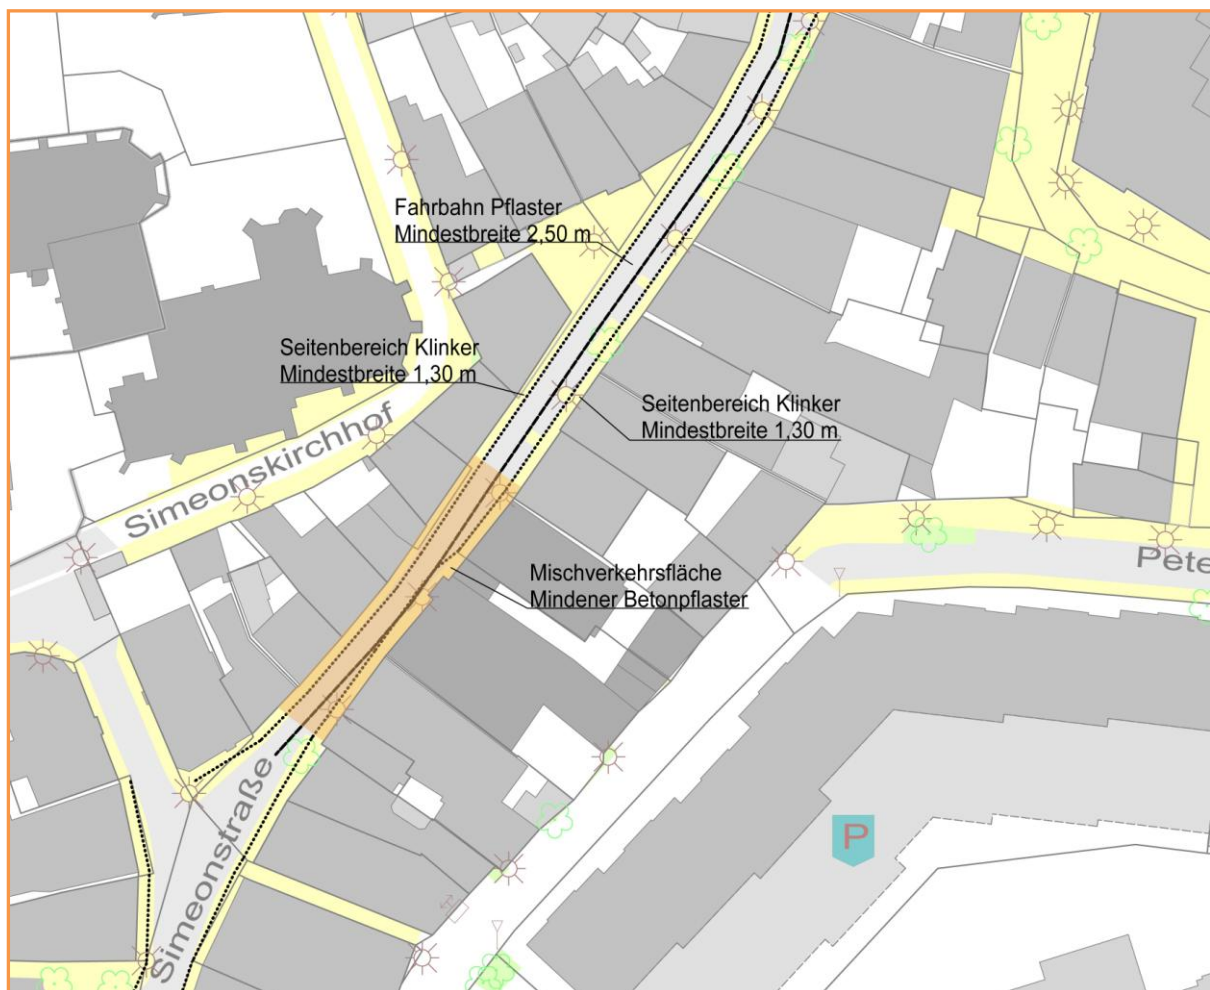 Fahrbahn Pflaster
Mindestbreite 2,50 m
Seitenbereich Klinker
Mindestbreite 1,30 m
Seitenbereich Klinker
Mindestbreite 1,30 m
Simeonskirchhof
Pete
Mischverkehrsfläche
Mindener Betonpflaster
Simeonstraße
P